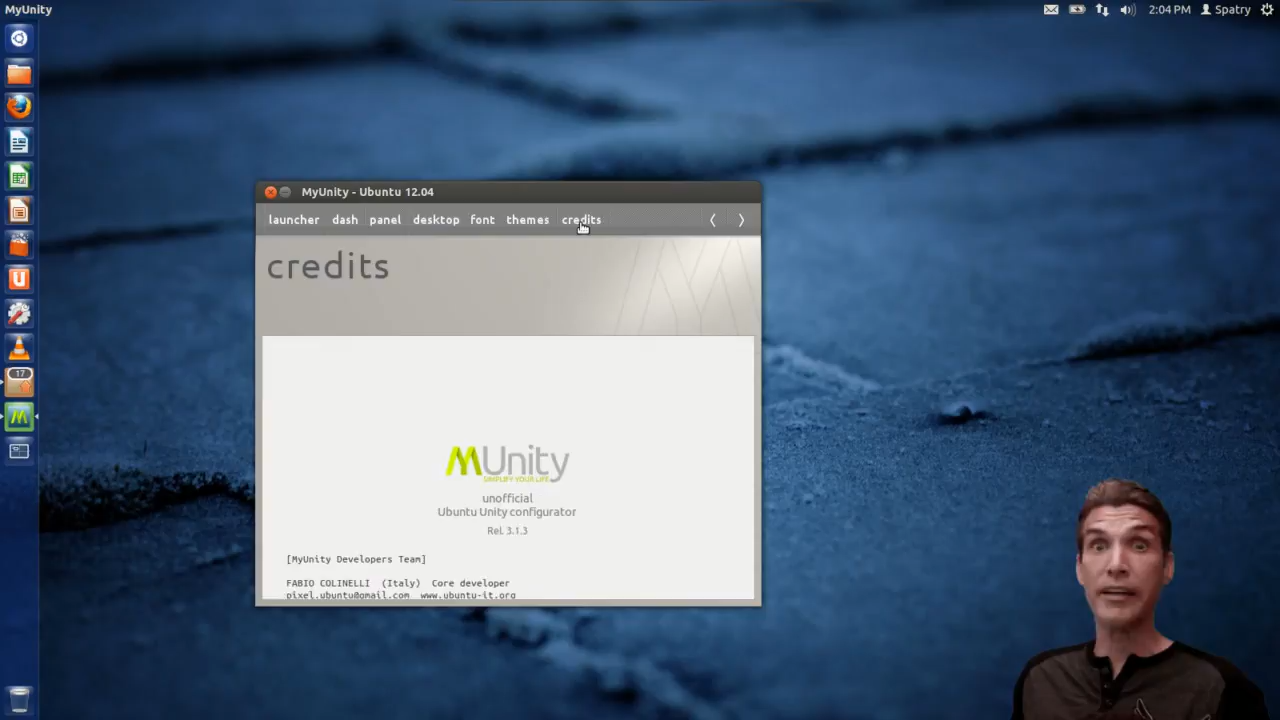 MyUnity
2:04 PM Spatry
MyUnity - Ubuntu 12.04
launcher dash panel desktop font themes credits
credits
17
MUnity
SIMPLIFY YOUR LIFE
unofficial
Ubuntu Unity configurator
Rel. 3.1.3
[MyUnity Developers Team]
FABIO COLINELLI (Italy) Core developer
pixel.ubuntu@gmail.com www.ubuntu-it.org